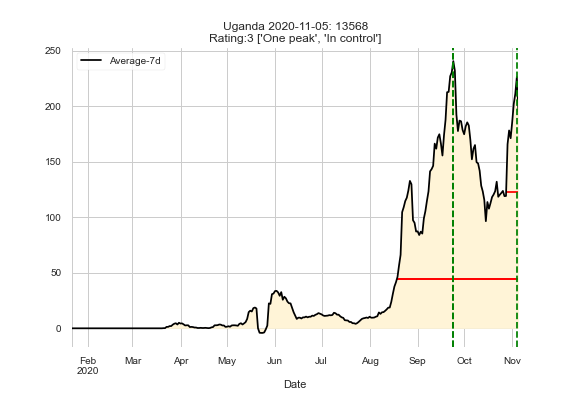 Uganda 2020-11-05: 13568
Rating:3 ['One peak', 'In control']
Average-7d
250
200
150
100
50
0
Feb Mar Apr May Jun Jul Aug Sep Oct Nov
2020
Date